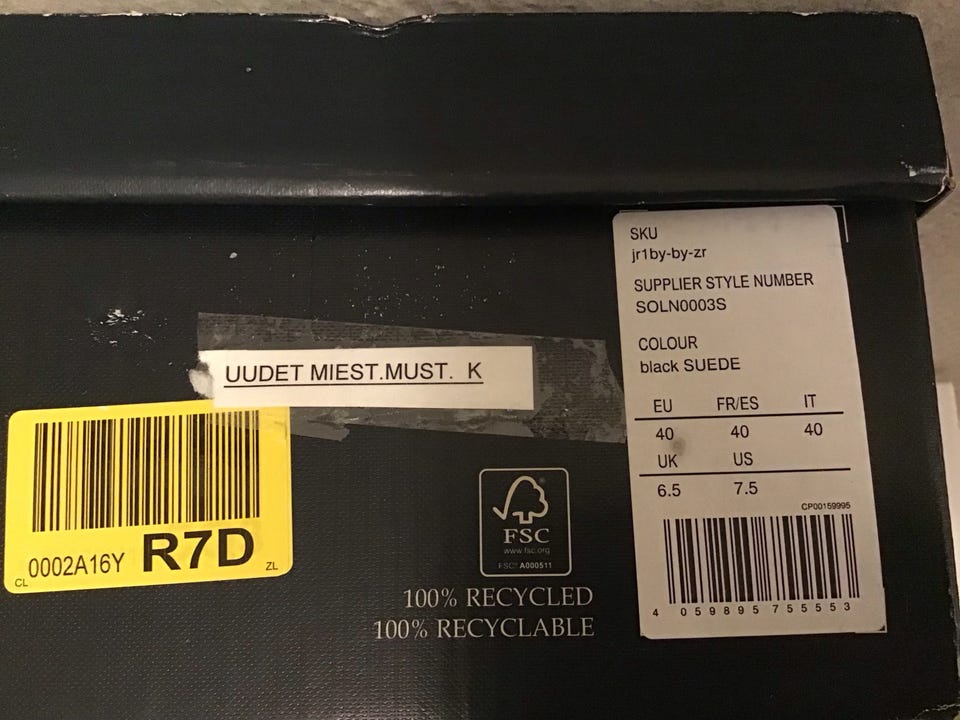 SKU
jr1by-by-zr
SUPPLIER STYLE NUMBER
SOLN0003S
COLOUR
black SUEDE
EU FR/ES IT
40 40 40
UK US
6.5 7.5
CP00159995
4 059895 755553
UUDET MIEST.MUST. K
0002A16Y R7D
CL ZL
FSC
www.fsc.org
FSC® A000511
100% RECYCLED
100% RECYCLABLE